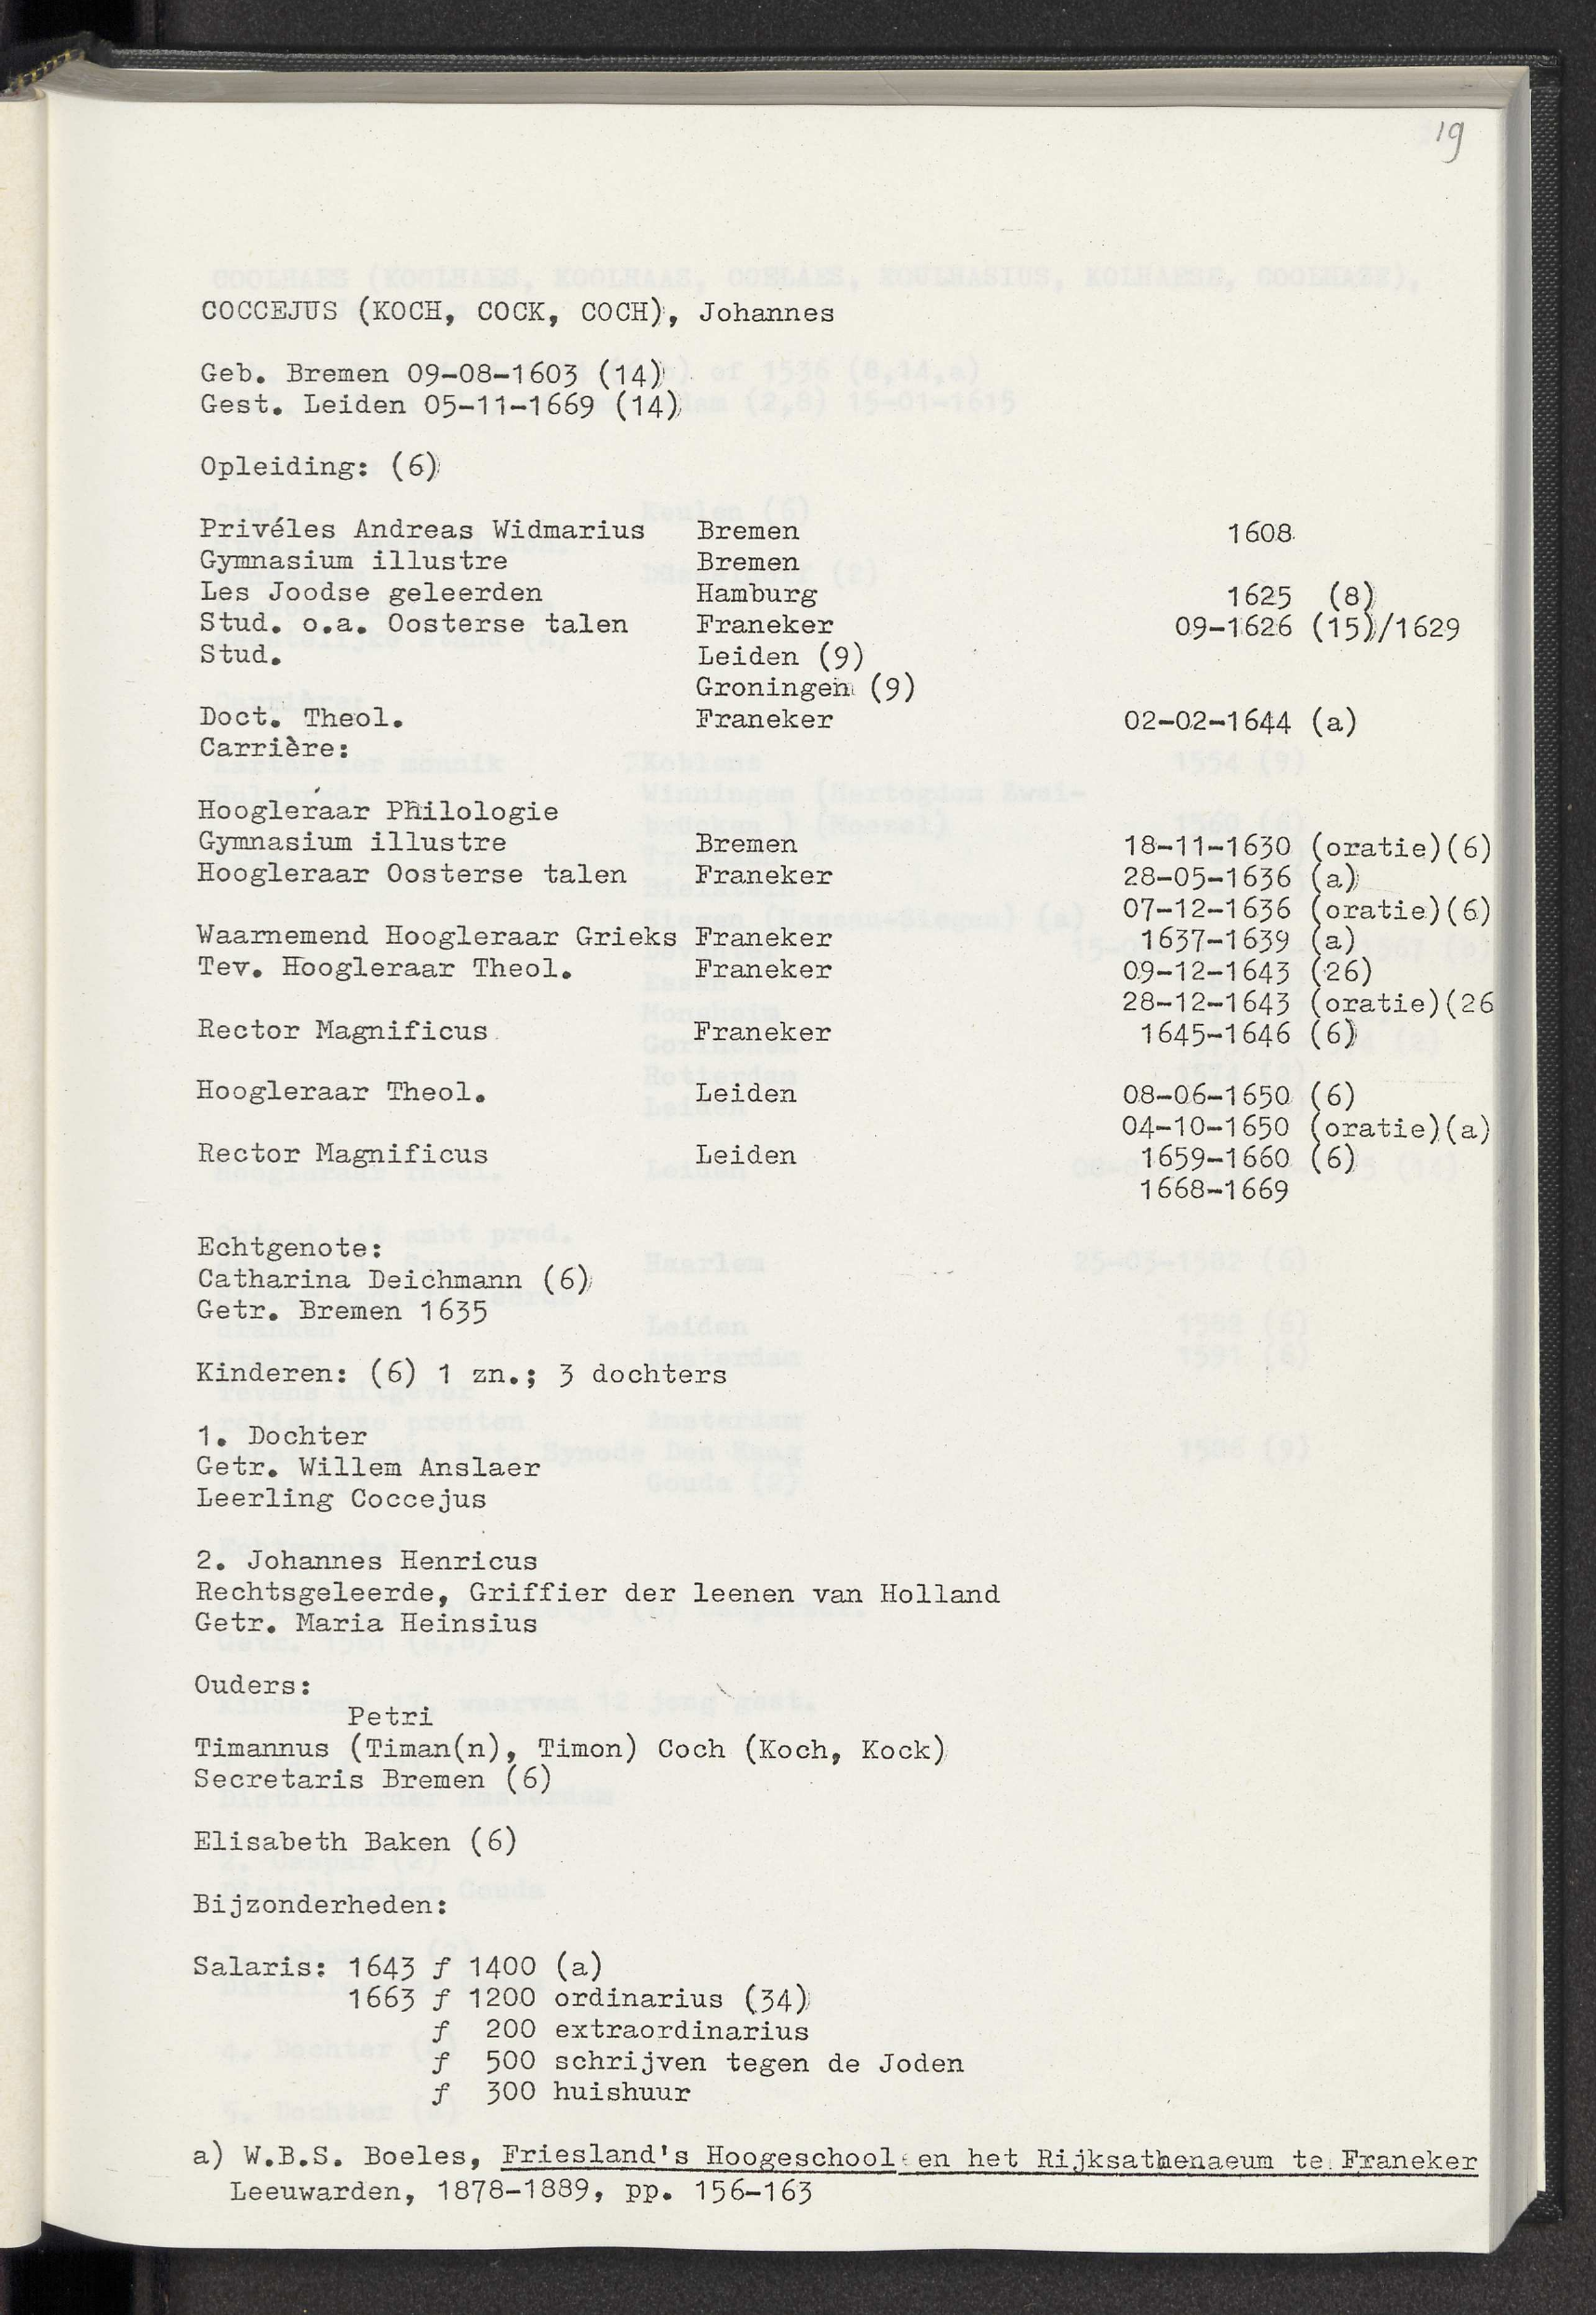 19
COCCEJUS (KOCH, COCK, COCH), Johannes
Geb. Bremen 09-08-1603 (14)
Gest. Leiden 05-11-1669 (14)
Opleiding: (6)
Privéles Andreas Widmarius Bremen 1608
Gymnasium illustre Bremen
Les Joodse geleerden Hamburg 1625 (8)
Stud. o.a. Oosterse talen Franeker 09-1626 (15)/1629
Stud. Leiden (9)
Groningen (9)
Doct. Theol. Franeker 02-02-1644 (a)
Carrière:
Hoogleraar Philologie
Gymnasium illustre Bremen 18-11-1630 (oratie)(6)
Hoogleraar Oosterse talen Franeker 28-05-1636 (a)
07-12-1636 (oratie)(6)
Waarnemend Hoogleraar Grieks Franeker 1637-1639 (a)
Tev. Hoogleraar Theol. Franeker 09-12-1643 (26)
28-12-1643 (oratie)(26
Rector Magnificus Franeker 1645-1646 (6)
Hoogleraar Theol. Leiden 08-06-1650 (6)
04-10-1650 (oratie)(a)
Rector Magnificus Leiden 1659-1660 (6)
1668-1669
Echtgenote:
Catharina Deichmann (6)
Getr. Bremen 1635
Kinderen: (6) 1 zn.; 3 dochters
1. Dochter
Getr. Willem Anslaer
Leerling Coccejus
2. Johannes Henricus
Rechtsgeleerde, Griffier der leenen van Holland
Getr. Maria Heinsius
Ouders:
Petri
Timannus (Timan(n), Timon) Coch (Koch, Kock)
Secretaris Bremen (6)
Elisabeth Baken (6)
Bijzonderheden:
Salaris: 1643 ƒ 1400 (a)
1663 ƒ 1200 ordinarius (34)
ƒ 200 extraordinarius
ƒ 500 schrijven tegen de Joden
ƒ 300 huishuur
a) W.B.S. Boeles, Friesland's Hoogeschool en het Rijksathenaeum te Franeker
Leeuwarden, 1878-1889, pp. 156-163